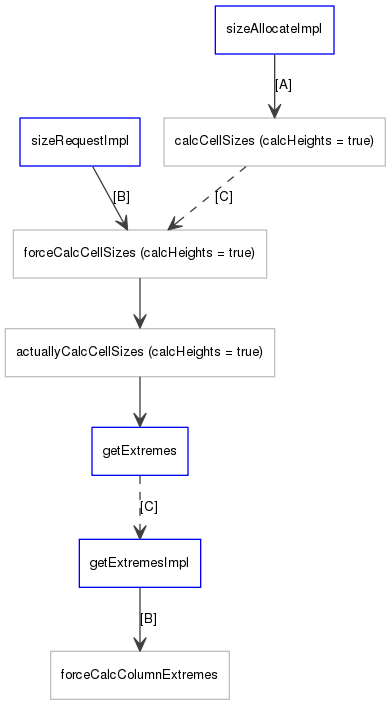 sizeAllocateImpl
[A]
sizeRequestImpl
calcCellSizes (calcHeights = true)
[B]
[C]
forceCalcCellSizes (calcHeights = true)
actuallyCalcCellSizes (calcHeights = true)
getExtremes
[C]
getExtremesImpl
[B]
forceCalcColumnExtremes